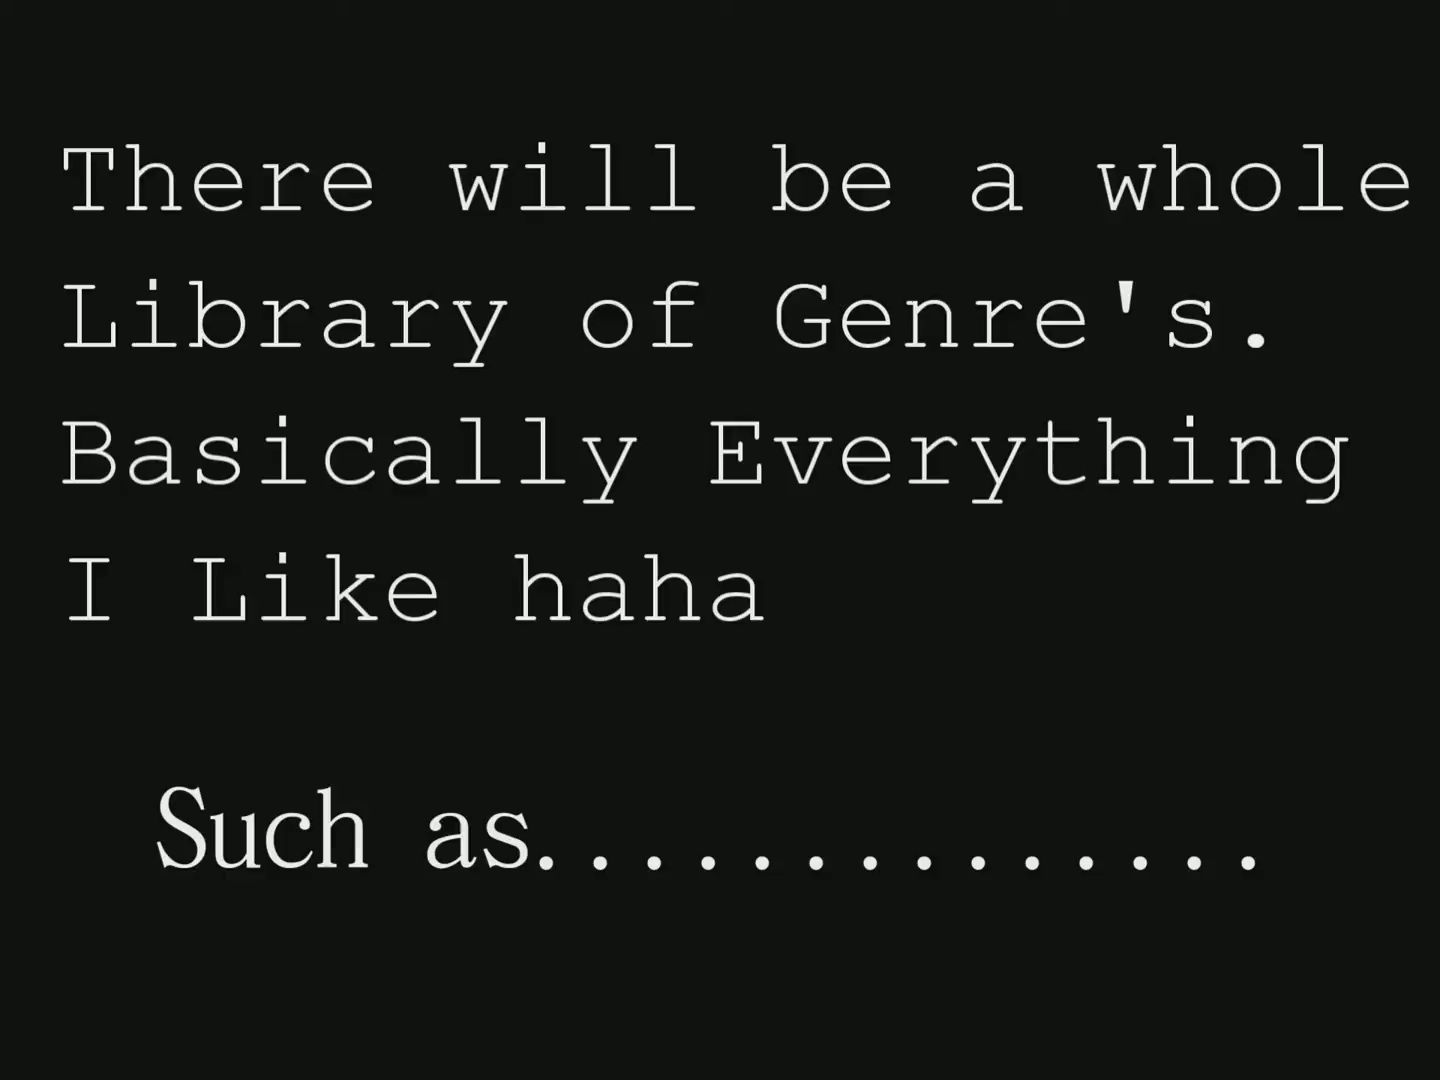 There will be a whole
Library of Genre's.
Basically Everything
I Like haha
Such as..............